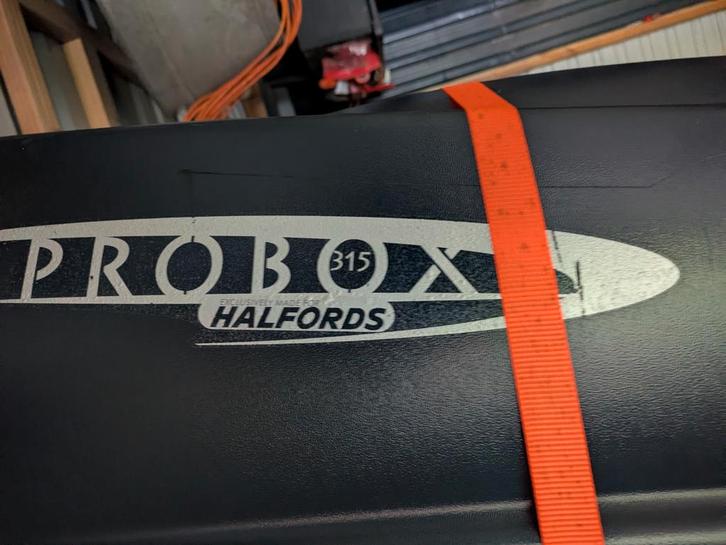 PROBOX
315
EXCLUSIVELY MADE FOR
HALFORDS